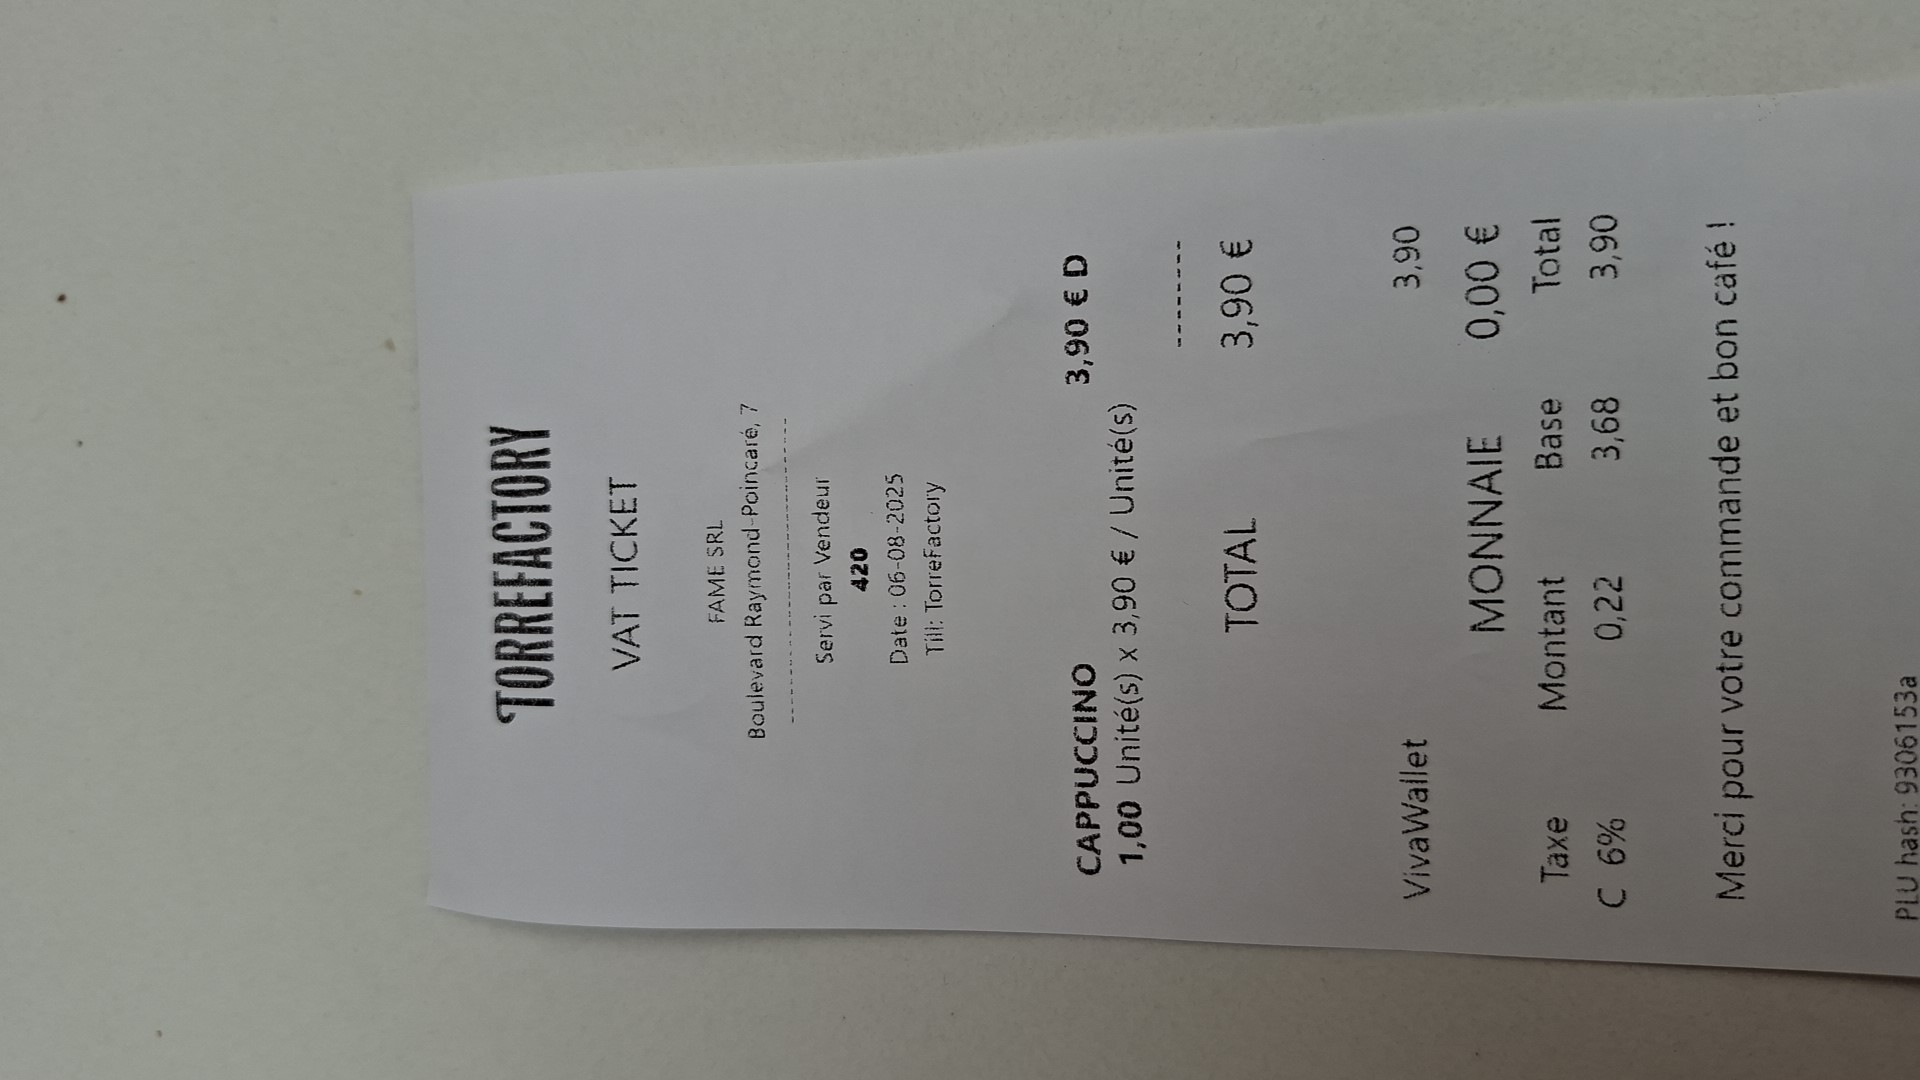 TORREFACTORY
VAT TICKET
FAME SRL
Boulevard Raymond-Poincaré, 7
--------------------------------
Servi par Vendeur
420
Date : 06-08-2025
Till: TorreFactory
CAPPUCCINO 3,90 € D
1,00 Unité(s) x 3,90 € / Unité(s)
--------
TOTAL 3,90 €
VivaWallet 3,90
MONNAIE 0,00 €
Taxe Montant Base Total
C 6% 0,22 3,68 3,90
Merci pour votre commande et bon café !
PLU hash: 9306153a